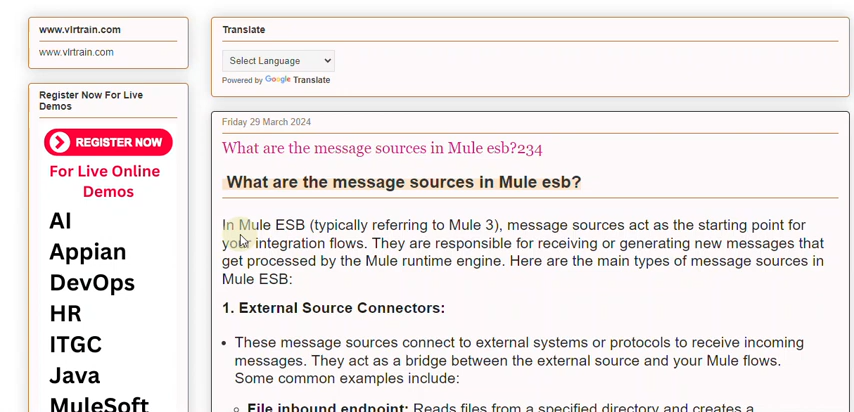 www.vlrtrain.com
www.vlrtrain.com
Register Now For Live
Demos
REGISTER NOW
For Live Online
Demos
AI
Appian
DevOps
HR
ITGC
Java
MuleSoft
Translate
Select Language
Powered by Google Translate
Friday 29 March 2024
What are the message sources in Mule esb?234
What are the message sources in Mule esb?
In Mule ESB (typically referring to Mule 3), message sources act as the starting point for
your integration flows. They are responsible for receiving or generating new messages that
get processed by the Mule runtime engine. Here are the main types of message sources in
Mule ESB:
1. External Source Connectors:
• These message sources connect to external systems or protocols to receive incoming
messages. They act as a bridge between the external source and your Mule flows.
Some common examples include:
File inbound endpoint: Reads files from a specified directory and creates a